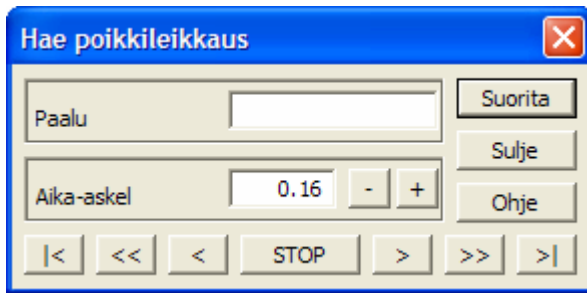 Hae poikkileikkaus
Paalu
Suorita
Sulje
Aika-askel 0.16 - +
Ohje
|< << < STOP > >> >|